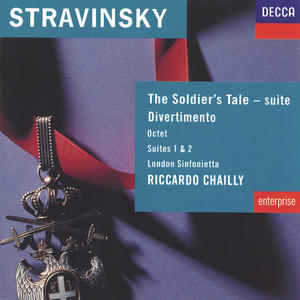 STRAVINSKY
DECCA
The Soldier's Tale – suite
Divertimento
Octet
Suites 1 & 2
London Sinfonietta
RICCARDO CHAILLY
enterprise